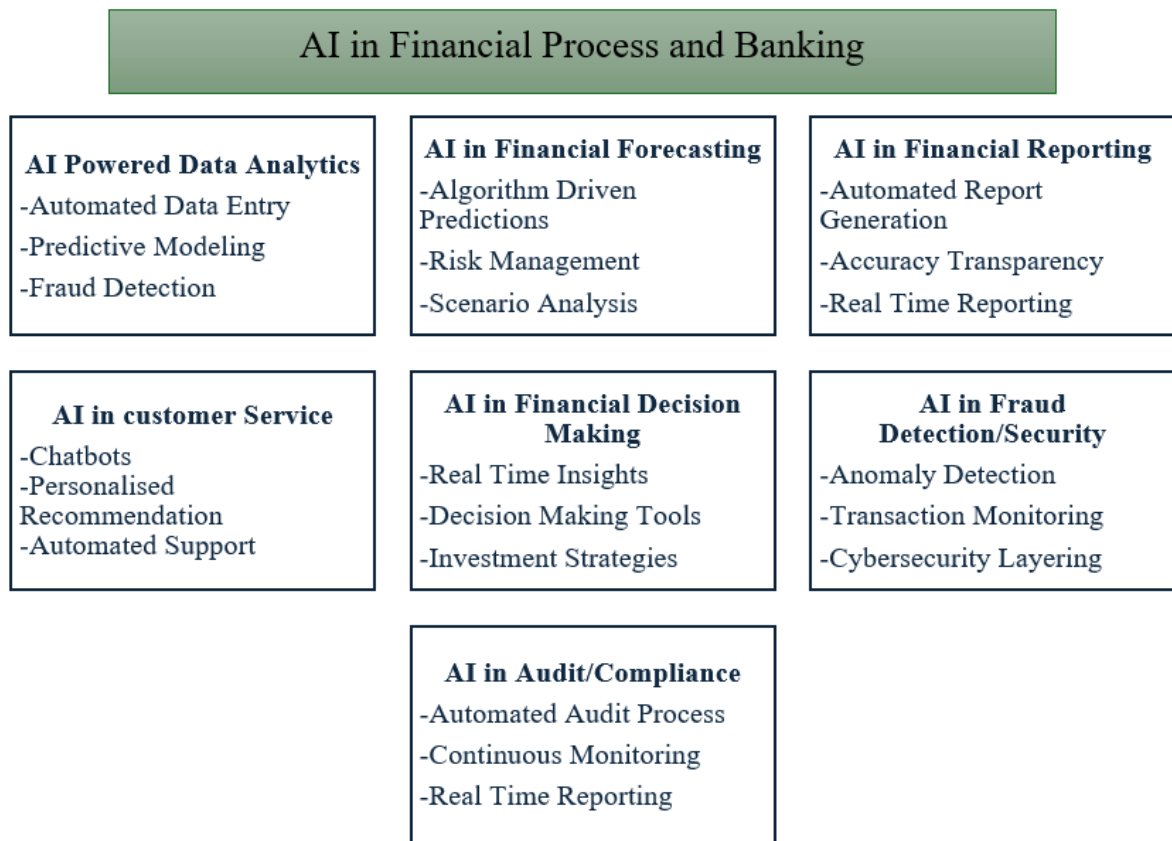 AI in Financial Process and Banking
AI Powered Data Analytics
-Automated Data Entry
-Predictive Modeling
-Fraud Detection
AI in Financial Forecasting
-Algorithm Driven
Predictions
-Risk Management
-Scenario Analysis
AI in Financial Reporting
-Automated Report
Generation
-Accuracy Transparency
-Real Time Reporting
AI in customer Service
-Chatbots
-Personalised
Recommendation
-Automated Support
AI in Financial Decision
Making
-Real Time Insights
-Decision Making Tools
-Investment Strategies
AI in Fraud
Detection/Security
-Anomaly Detection
-Transaction Monitoring
-Cybersecurity Layering
AI in Audit/Compliance
-Automated Audit Process
-Continuous Monitoring
-Real Time Reporting